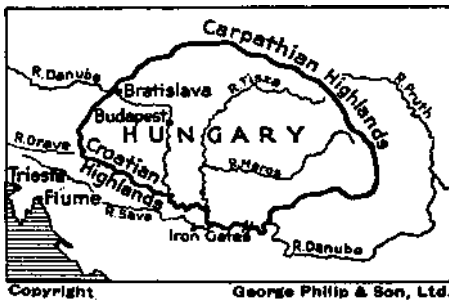 Carpathian Highlands
R. Danube
Bratislava
R. Tisza
R. Pruth
Budapest
HUNGARY
R. Drave
Croatian
Highlands
R. Maros
Trieste
Fiume
R. Save
Iron Gates
R. Danube
Copyright George Philip & Son, Ltd.